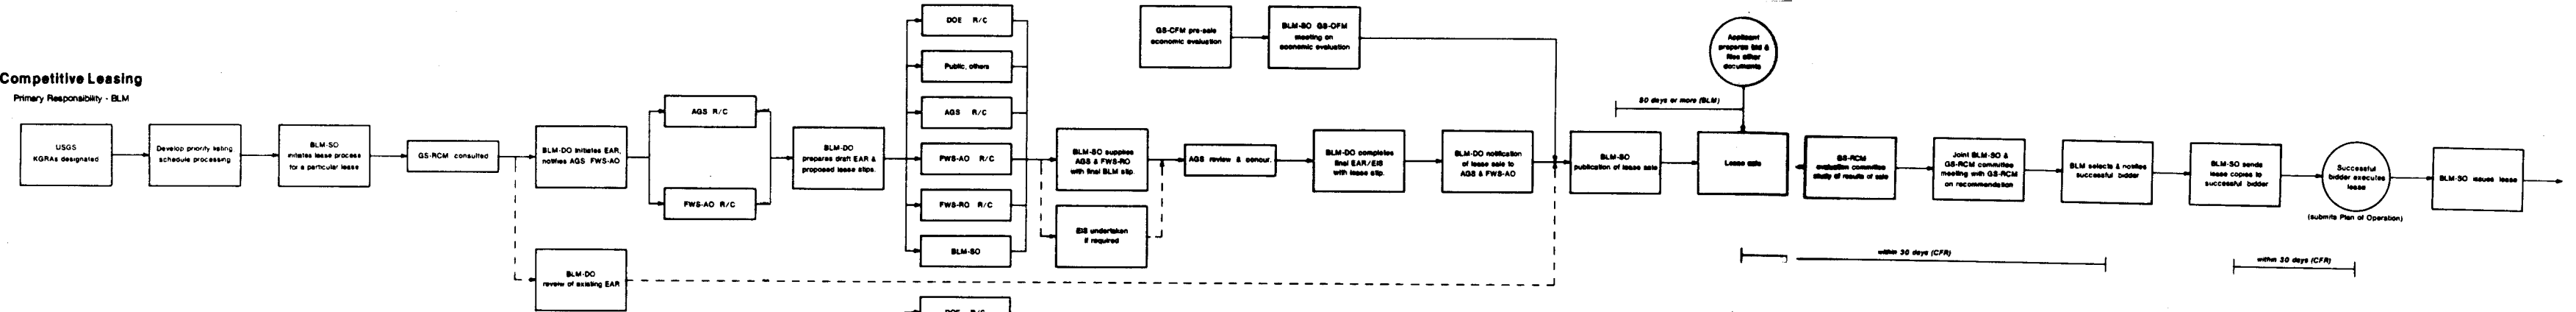 Competitive Leasing
Primary Responsibility - BLM
USGS
KGRAs designated
Develop priority listing
schedule processing
BLM-SO
initiates lease process
for a particular lease
GS-RCM consulted
BLM-DO initiates EAR,
notifies AGS FWS-AO
BLM-DO
review of existing EAR
AGS R/C
FWS-AO R/C
BLM-DO
prepares draft EAR &
proposed lease stips.
DOE R/C
Public, others
AGS R/C
FWS-AO R/C
FWS-RO R/C
BLM-SO
DOE R/C
BLM-SO supplies
AGS & FWS-RO
with final BLM stip.
EIS undertaken
if required
GS-CFM pre-sale
economic evaluation
BLM-SO GS-OFM
meeting on
economic evaluation
AGS review & concur.
BLM-DO completes
final EAR/EIS
with lease stip.
BLM-DO notification
of lease sale to
AGS & FWS-AO
BLM-SO
publication of lease sale
Applicant
prepares bid &
files other
documents
days or more (BLM)
Lease sale
GS-RCM
evaluation committee
study of results of sale
Joint BLM-SO &
GS-RCM committee
meeting with GS-RCM
on recommendation
BLM selects & notifies
successful bidder
within 30 days (CFR)
BLM-SO sends
lease copies to
successful bidder
Successful
bidder executes
lease
(submits Plan of Operation)
within 30 days (CFR)
BLM-SO issues lease